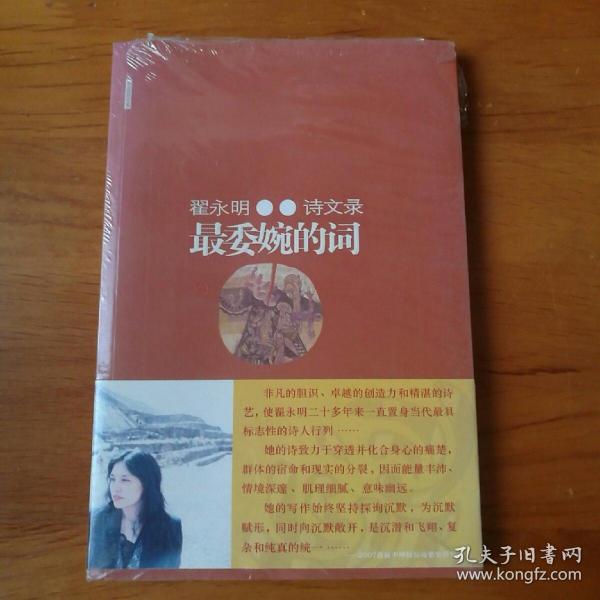 翟永明●●诗文录
最委婉的词
非凡的胆识、卓越的创造力和精湛的诗
艺,使翟永明二十多年来一直置身当代最具
标志性的诗人行列……
她的诗致力于穿透并化合身心的痛楚,
群体的宿命和现实的分裂,因而能量丰沛、
情境深邃、肌理细腻、意味幽远。
她的写作始终坚持探询沉默,为沉默
赋形,同时向沉默敞开,是沉潜和飞翔、复
杂和纯真的统一……
孔夫子旧书网
www.kongfz.com